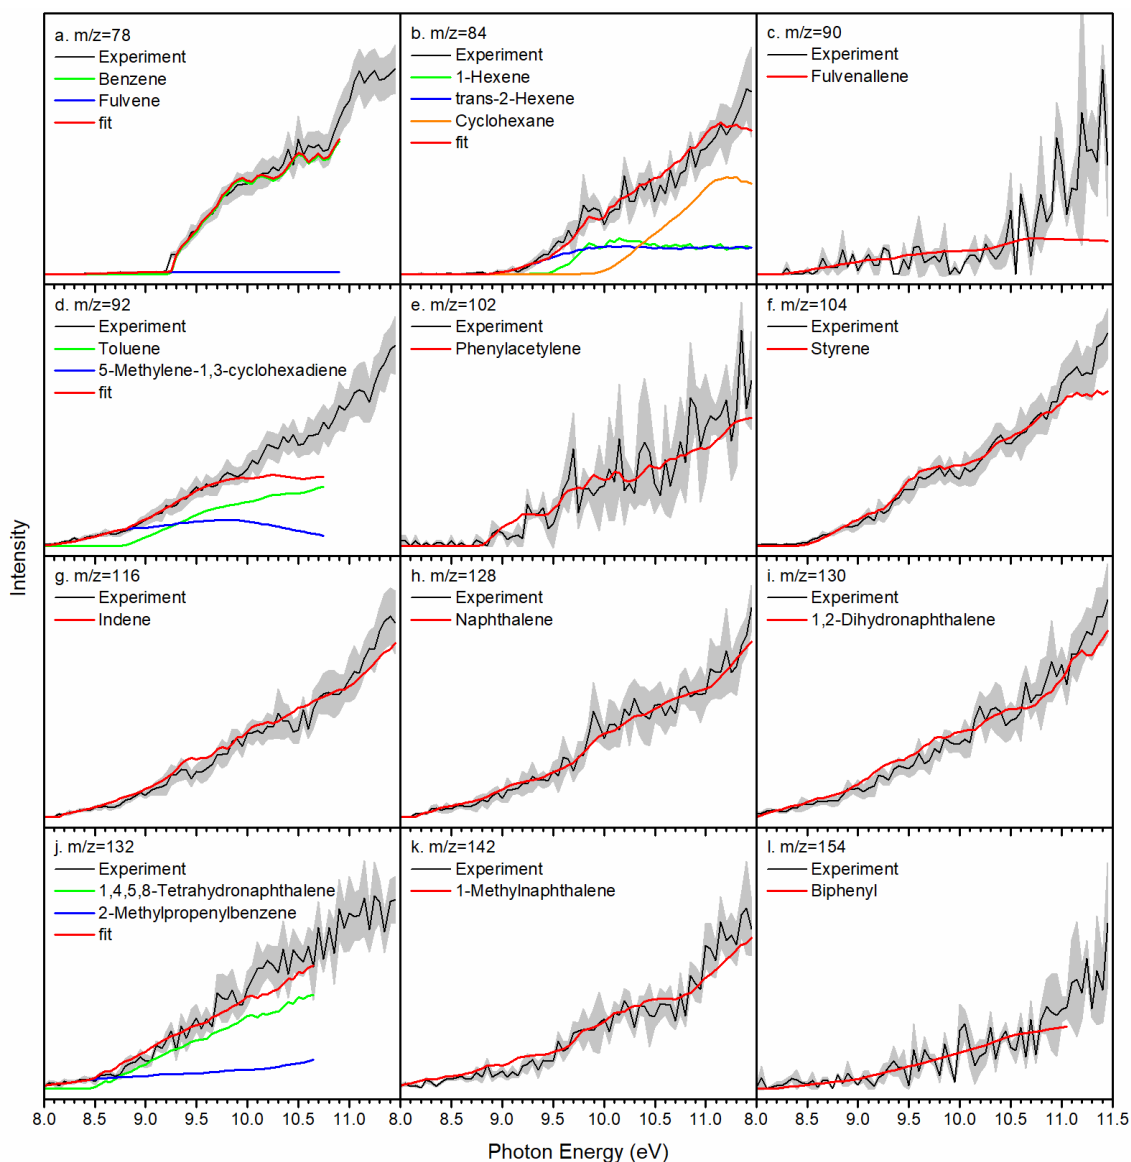 a. m/z=78
Experiment
Benzene
Fulvene
fit
b. m/z=84
Experiment
1-Hexene
trans-2-Hexene
Cyclohexane
fit
c. m/z=90
Experiment
Fulvenallene
d. m/z=92
Experiment
Toluene
5-Methylene-1,3-cyclohexadiene
fit
e. m/z=102
Experiment
Phenylacetylene
f. m/z=104
Experiment
Styrene
Intensity
g. m/z=116
Experiment
Indene
h. m/z=128
Experiment
Naphthalene
i. m/z=130
Experiment
1,2-Dihydronaphthalene
j. m/z=132
Experiment
1,4,5,8-Tetrahydronaphthalene
2-Methylpropenylbenzene
fit
k. m/z=142
Experiment
1-Methylnaphthalene
l. m/z=154
Experiment
Biphenyl
8.0 8.5 9.0 9.5 10.0 10.5 11.0 8.0 8.5 9.0 9.5 10.0 10.5 11.0 8.0 8.5 9.0 9.5 10.0 10.5 11.0 11.5
Photon Energy (eV)